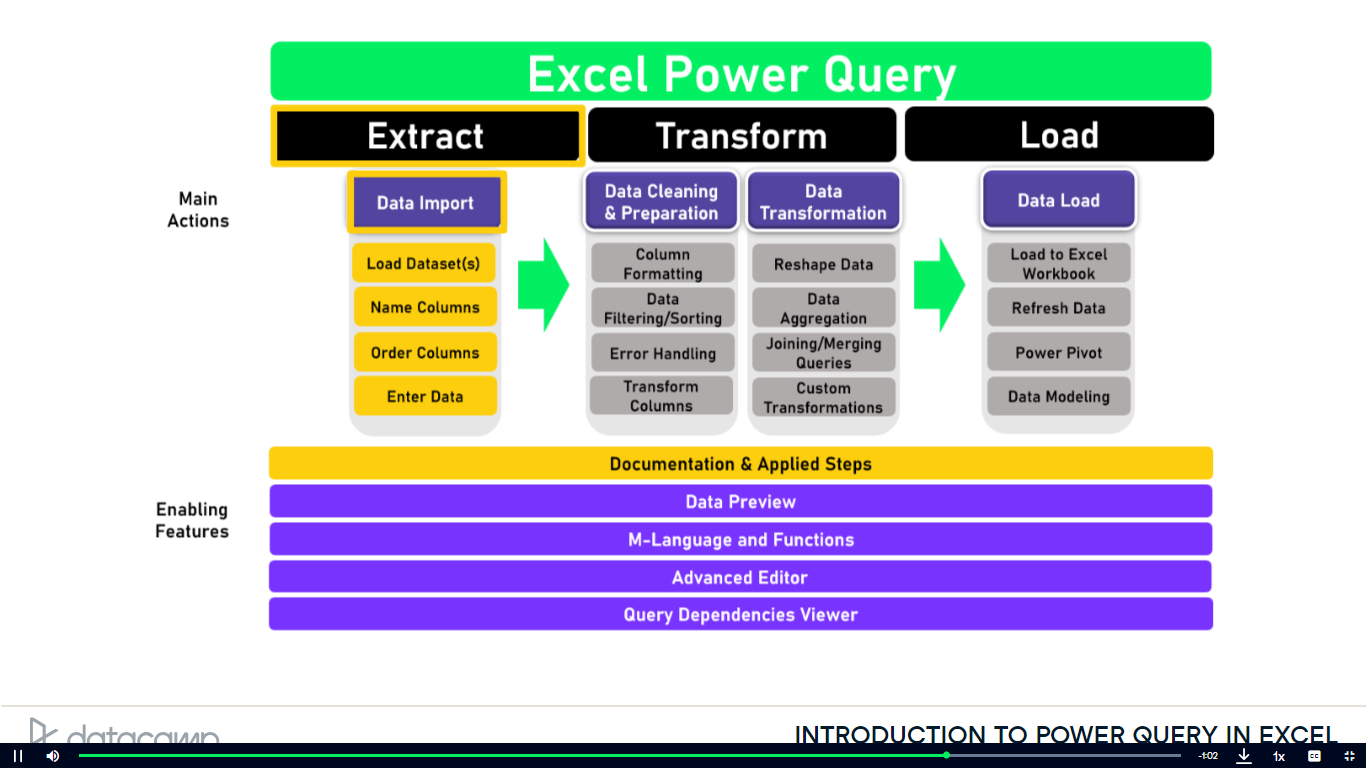 Excel Power Query
Extract
Transform
Load
Main
Actions
Data Import
Load Dataset(s)
Name Columns
Order Columns
Enter Data
Data Cleaning
& Preparation
Column
Formatting
Data
Filtering/Sorting
Error Handling
Transform
Columns
Data
Transformation
Reshape Data
Data
Aggregation
Joining/Merging
Queries
Custom
Transformations
Data Load
Load to Excel
Workbook
Refresh Data
Power Pivot
Data Modeling
Enabling
Features
Documentation & Applied Steps
Data Preview
M-Language and Functions
Advanced Editor
Query Dependencies Viewer
datacamp
INTRODUCTION TO POWER QUERY IN EXCEL
-1:02
1x
CC